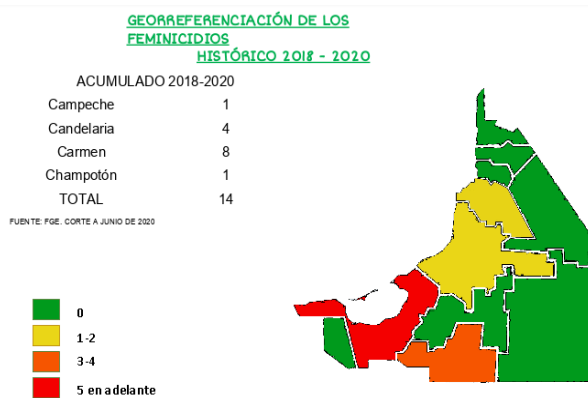 GEORREFERENCIACIÓN DE LOS
FEMINICIDIOS
HISTÓRICO 2018 - 2020
ACUMULADO 2018-2020
Campeche 1
Candelaria 4
Carmen 8
Champotón 1
TOTAL 14
FUENTE: FGE. CORTE A JUNIO DE 2020
0
1-2
3-4
5 en adelante